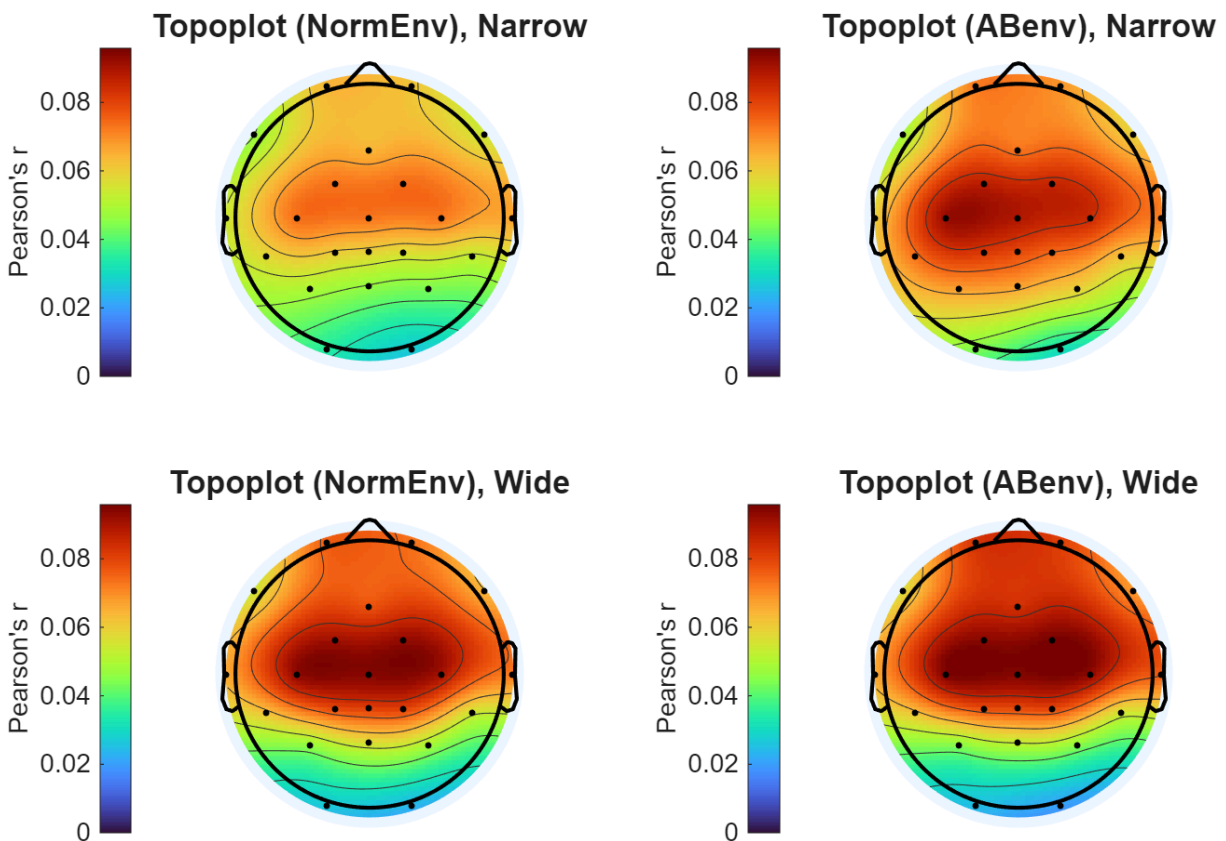 Topoplot (NormEnv), Narrow
Pearson's r
0.08
0.06
0.04
0.02
0
Topoplot (ABenv), Narrow
Pearson's r
0.08
0.06
0.04
0.02
0
Topoplot (NormEnv), Wide
Pearson's r
0.08
0.06
0.04
0.02
0
Topoplot (ABenv), Wide
Pearson's r
0.08
0.06
0.04
0.02
0